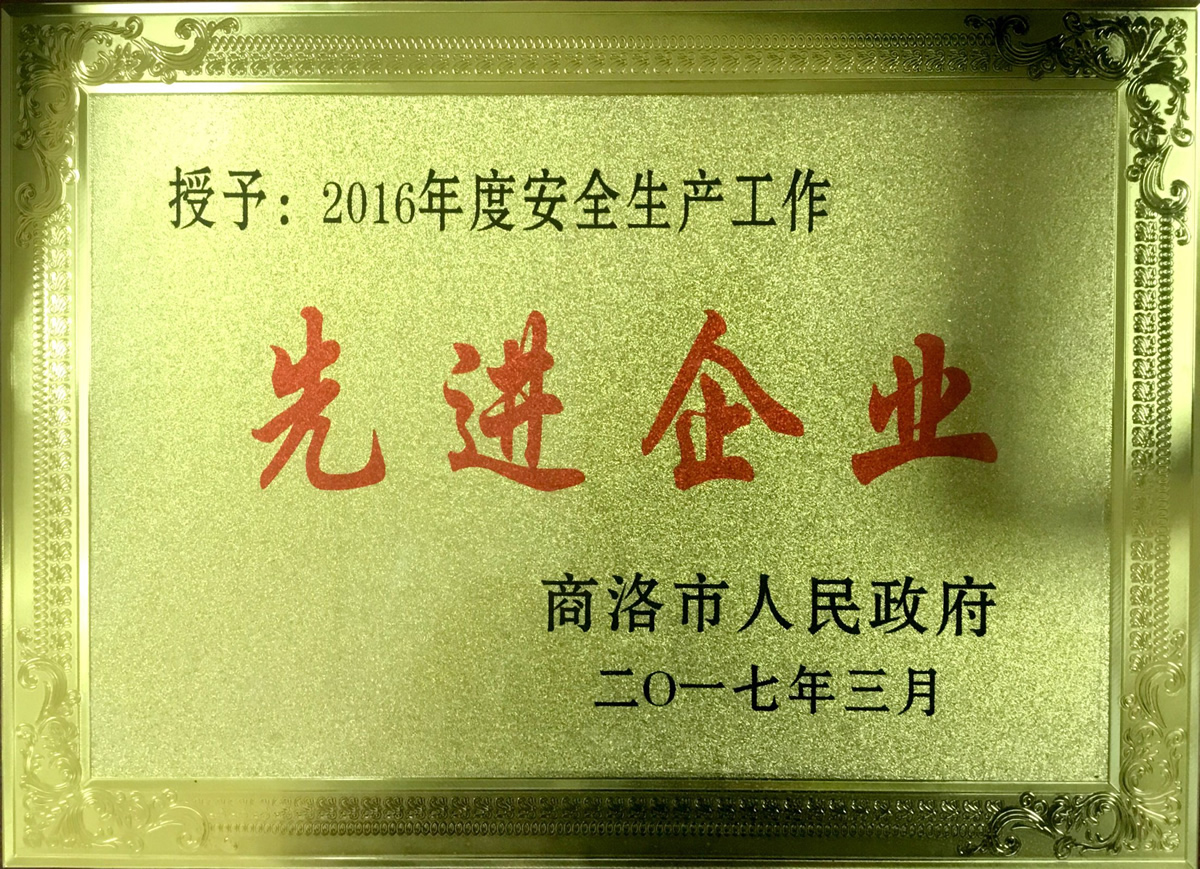 授予：2016年度安全生产工作
先进企业
商洛市人民政府
二〇一七年三月